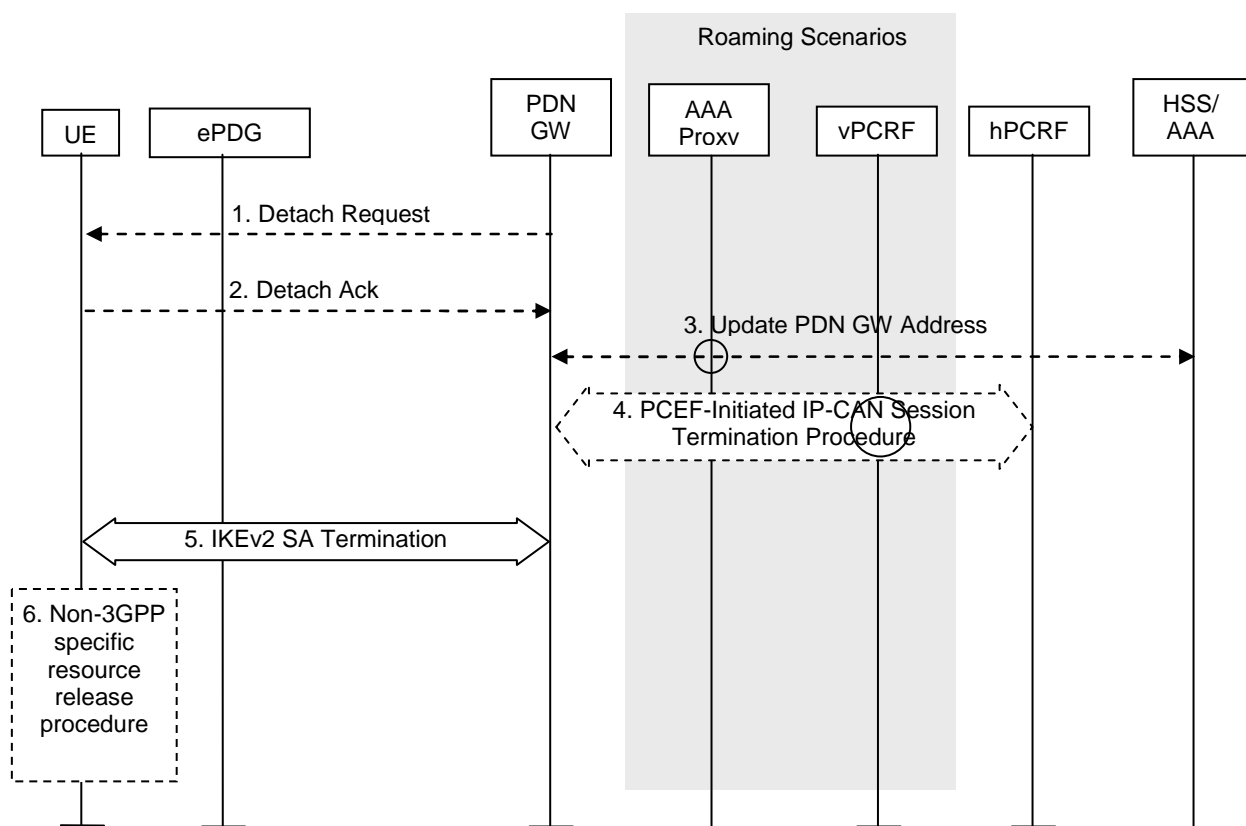 Roaming Scenarios
UE
ePDG
PDN
GW
AAA
Proxy
vPCRF
hPCRF
HSS/
AAA
1. Detach Request
2. Detach Ack
3. Update PDN GW Address
4. PCEF-Initiated IP-CAN Session
Termination Procedure
5. IKEv2 SA Termination
6. Non-3GPP
specific
resource
release
procedure